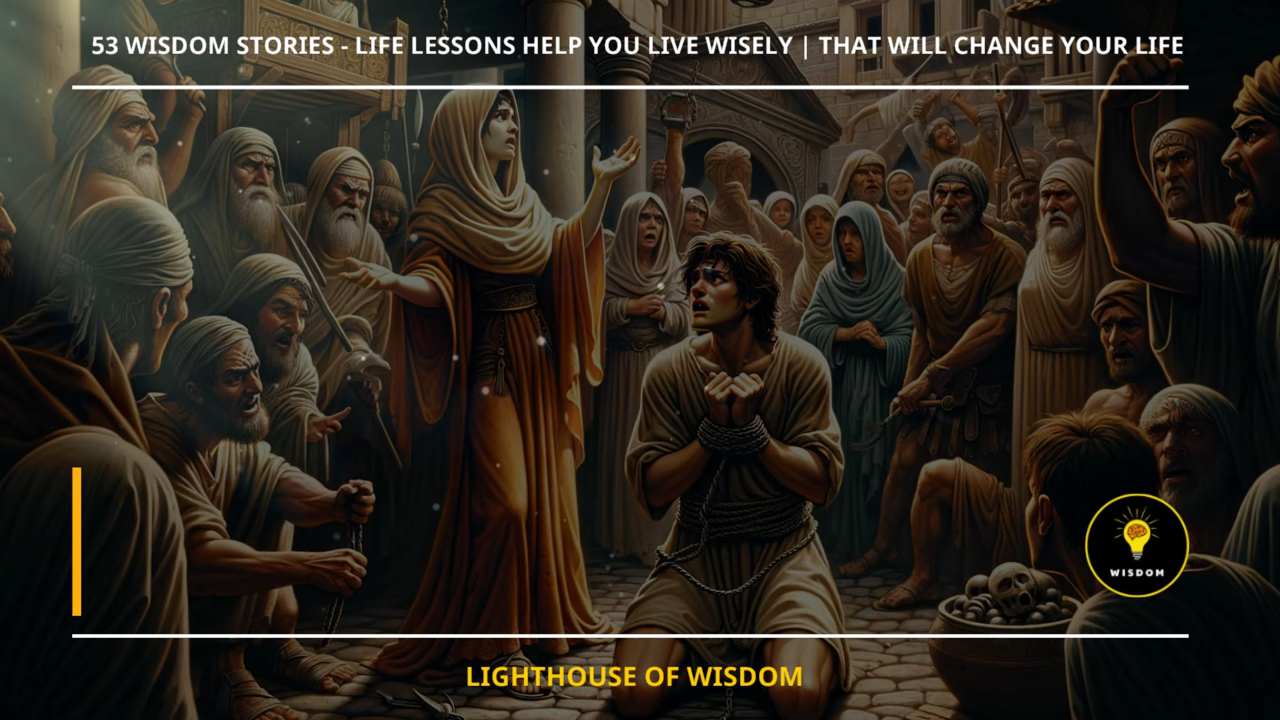 53 WISDOM STORIES - LIFE LESSONS HELP YOU LIVE WISELY | THAT WILL CHANGE YOUR LIFE
WISDOM
LIGHTHOUSE OF WISDOM